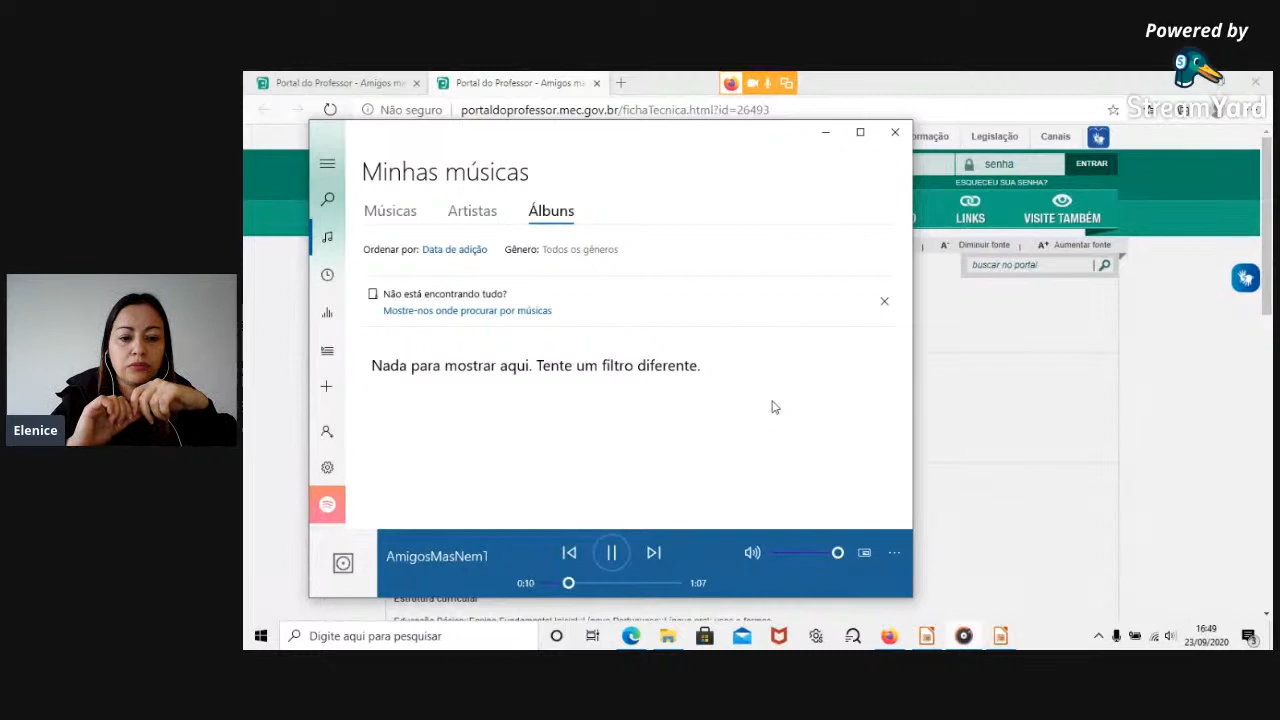 Powered by
StreamYard
Portal do Professor - Amigos me
Portal do Professor - Amigos ma
Não seguro
portaldoprofessor.mec.gov.br/fichaTecnica.html?id=26493
Legislação
Canais
senha
ENTRAR
ESQUECEU SUA SENHA?
LINKS
VISITE TAMBÉM
A- Diminuir fonte | A+ Aumentar fonte
buscar no portal
Minhas músicas
Músicas
Artistas
Álbuns
Ordenar por: Data de adição
Gênero: Todos os gêneros
Não está encontrando tudo?
Mostre-nos onde procurar por músicas
Nada para mostrar aqui. Tente um filtro diferente.
Elenice
AmigosMasNem1
0:10
1:07
Digite aqui para pesquisar
16:49
23/09/2020